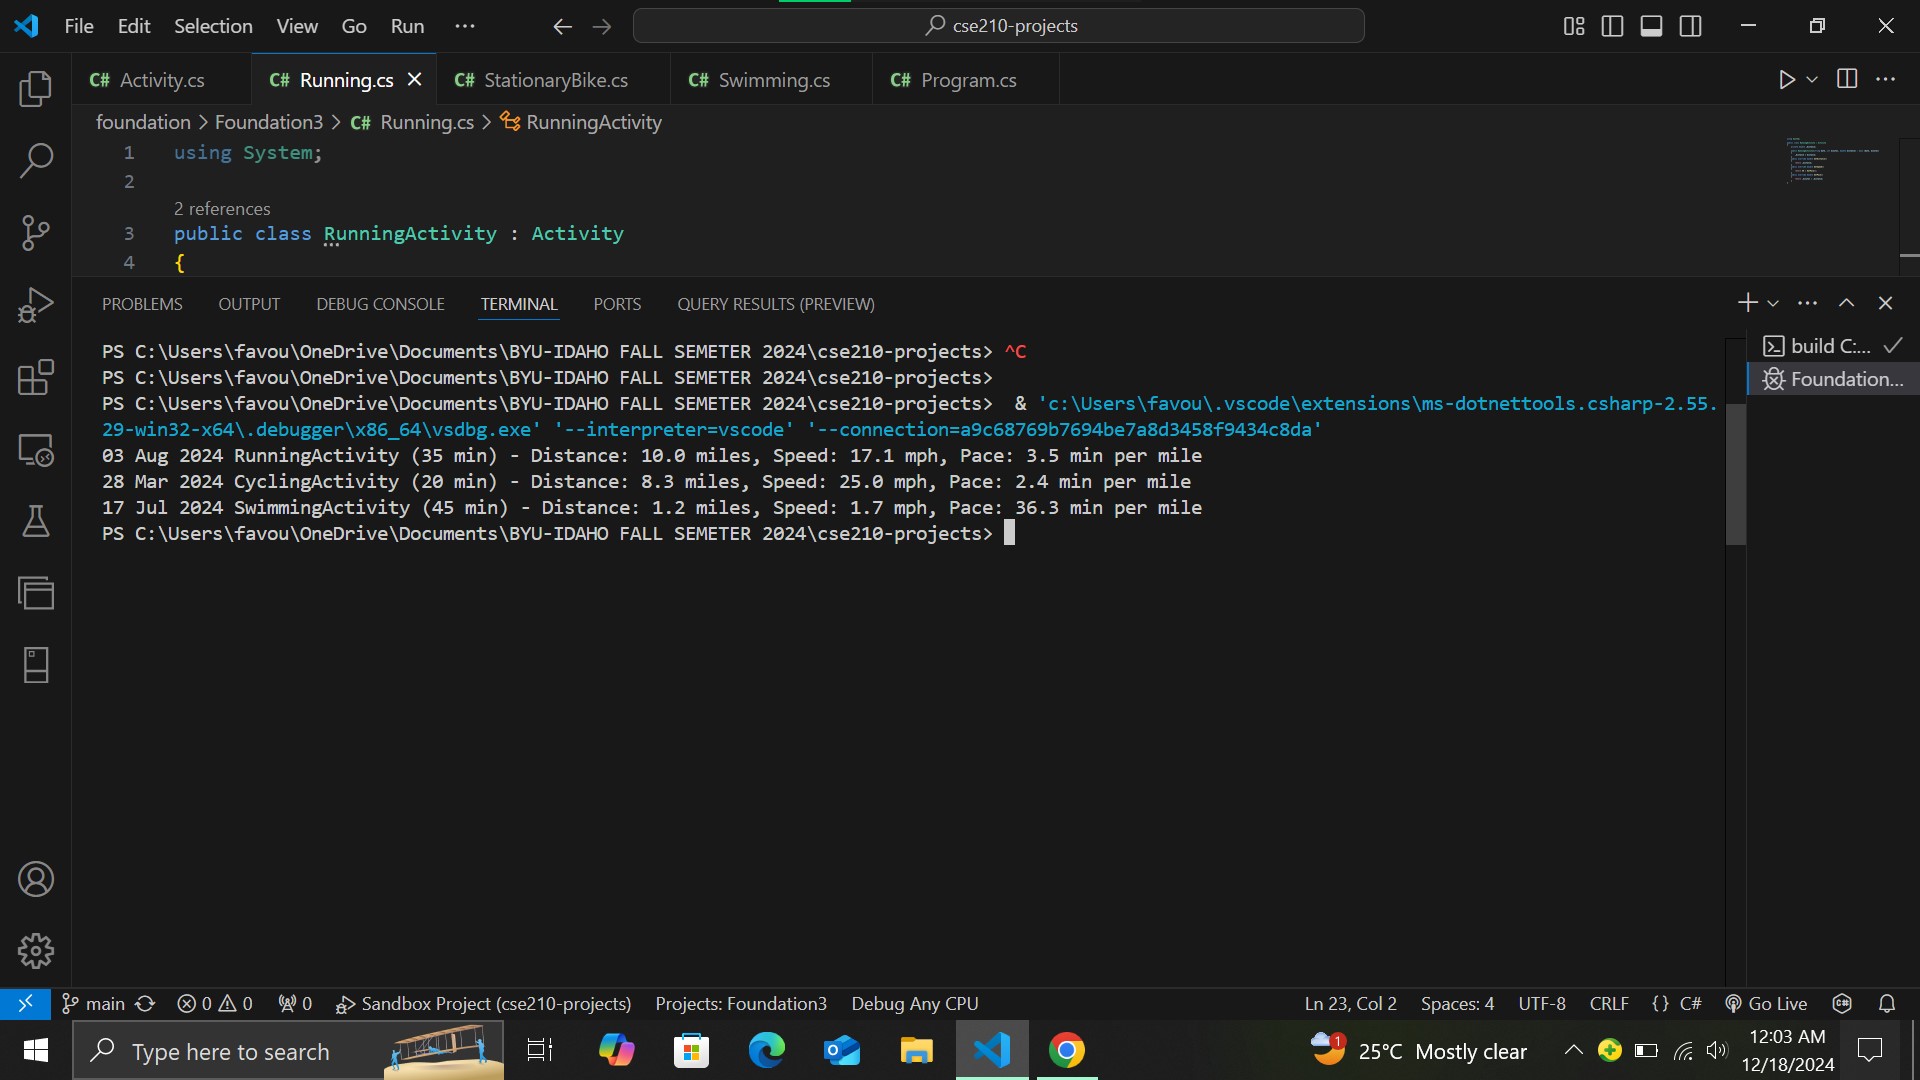 File Edit Selection View Go Run ··· cse210-projects
C# Activity.cs C# Running.cs C# StationaryBike.cs C# Swimming.cs C# Program.cs
foundation > Foundation3 > C# Running.cs > RunningActivity
1 using System;
2
2 references
3 public class RunningActivity : Activity
4 {
PROBLEMS OUTPUT DEBUG CONSOLE TERMINAL PORTS QUERY RESULTS (PREVIEW)
PS C:\Users\favou\OneDrive\Documents\BYU-IDAHO FALL SEMETER 2024\cse210-projects> ^C
PS C:\Users\favou\OneDrive\Documents\BYU-IDAHO FALL SEMETER 2024\cse210-projects>
PS C:\Users\favou\OneDrive\Documents\BYU-IDAHO FALL SEMETER 2024\cse210-projects>  & 'c:\Users\favou\.vscode\extensions\ms-dotnettools.csharp-2.55.
29-win32-x64\.debugger\x86_64\vsdbg.exe' '--interpreter=vscode' '--connection=a9c68769b7694be7a8d3458f9434c8da'
03 Aug 2024 RunningActivity (35 min) - Distance: 10.0 miles, Speed: 17.1 mph, Pace: 3.5 min per mile
28 Mar 2024 CyclingActivity (20 min) - Distance: 8.3 miles, Speed: 25.0 mph, Pace: 2.4 min per mile
17 Jul 2024 SwimmingActivity (45 min) - Distance: 1.2 miles, Speed: 1.7 mph, Pace: 36.3 min per mile
PS C:\Users\favou\OneDrive\Documents\BYU-IDAHO FALL SEMETER 2024\cse210-projects>
build C:...
Foundation...
main 0 0 0 Sandbox Project (cse210-projects) Projects: Foundation3 Debug Any CPU Ln 23, Col 2 Spaces: 4 UTF-8 CRLF {} C# Go Live
Type here to search 1 25°C Mostly clear 12:03 AM
12/18/2024